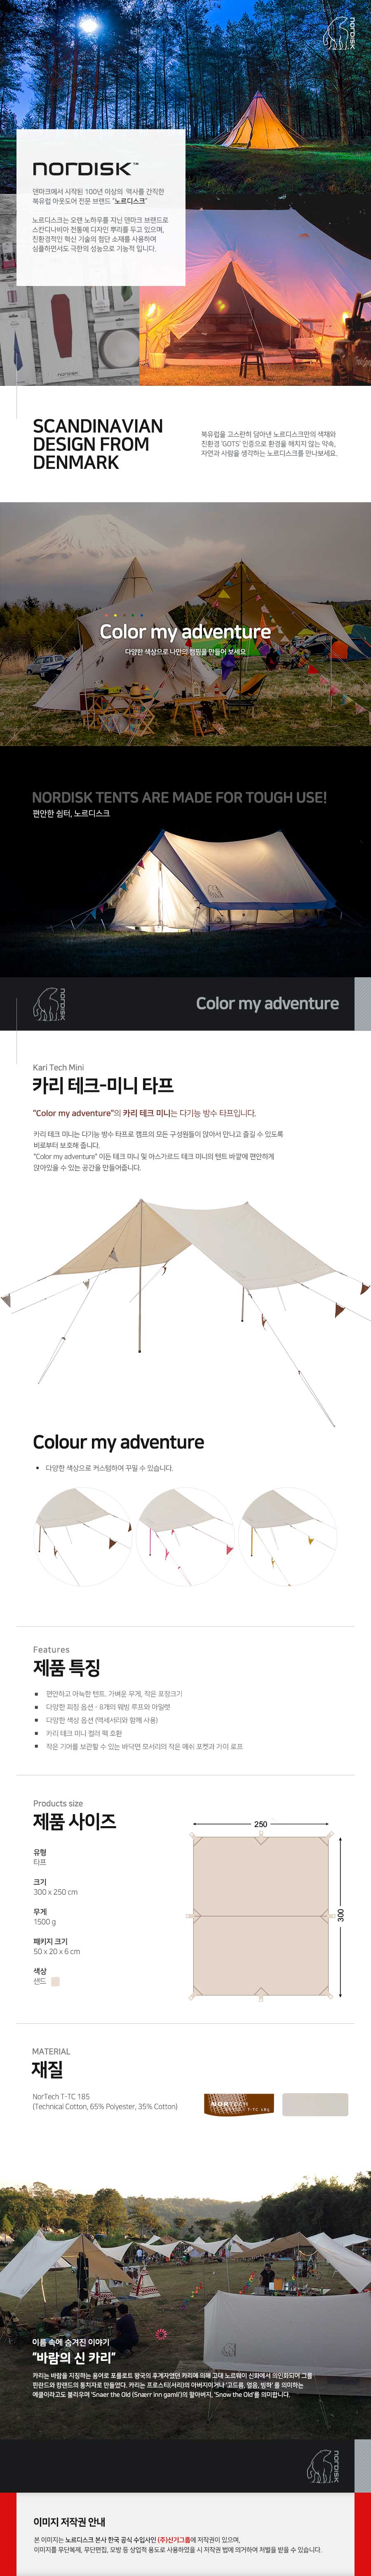 NORDISK
NORDISK™
덴마크에서 시작된 100년 이상의 역사를 간직한
북유럽 아웃도어 전문 브랜드 "노르디스크"
노르디스크는 오랜 노하우를 지닌 덴마크 브랜드로
스칸디나비아 전통에 디자인 뿌리를 두고 있으며,
친환경적인 혁신 기술의 첨단 소재를 사용하여
심플하면서도 극한의 성능으로 기능적 입니다.
NORDISK
SCANDINAVIAN
DESIGN FROM
DENMARK
북유럽을 고스란히 담아낸 노르디스크만의 색채와
친환경 'GOTS' 인증으로 환경을 해치지 않는 약속,
자연과 사람을 생각하는 노르디스크를 만나보세요.
Color my adventure
다양한 색상으로 나만의 캠핑을 만들어 보세요
NORDISK TENTS ARE MADE FOR TOUGH USE!
편안한 쉼터, 노르디스크
NORDISK
Color my adventure
Kari Tech Mini
카리 테크-미니 타프
"Color my adventure"의 카리 테크 미니는 다기능 방수 타프입니다.
카리 테크 미니는 다기능 방수 타프로 캠프의 모든 구성원들이 앉아서 만나고 즐길 수 있도록
비로부터 보호해 줍니다.
"Color my adventure" 이든 테크 미니 및 아스가르드 테크 미니의 텐트 바깥에 편안하게
앉아있을 수 있는 공간을 만들어줍니다.
Colour my adventure
• 다양한 색상으로 커스텀하여 꾸밀 수 있습니다.
Features
제품 특징
■ 편안하고 아늑한 텐트. 가벼운 무게, 작은 포장크기
■ 다양한 피칭 옵션 - 8개의 웨빙 루프와 아일렛
■ 다양한 색상 옵션 (액세서리와 함께 사용)
■ 카리 테크 미니 컬러 팩 호환
■ 작은 기어를 보관할 수 있는 바닥면 모서리의 작은 메쉬 포켓과 가이 로프
Products size
제품 사이즈
유형
타프
크기
300 x 250 cm
무게
1500 g
패키지 크기
50 x 20 x 6 cm
색상
샌드
250
300
MATERIAL
재질
NorTech T-TC 185
(Technical Cotton, 65% Polyester, 35% Cotton)
NORTECH
T-TC 185
이름 속에 숨겨진 이야기
"바람의 신 카리"
카리는 바람을 지칭하는 용어로 포를로트 왕국의 후계자였던 카리에 의해 고대 노르웨이 신화에서 의인화되어 그를
핀란드와 향랜드의 통치자로 만들었다. 카리는 프로스티(서리)의 아버지이거나 '고드름, 얼음, 빙하' 를 의미하는
예쿨이라고도 불리우며 'Snaer the Old (Snærr inn gamli)'의 할아버지, 'Snow the Old'를 의미합니다.
NORDISK
이미지 저작권 안내
본 이미지는 노르디스크 본사 한국 공식 수입사인 (주)신기그룹에 저작권이 있으며,
이미지를 무단복제, 무단편집, 모방 등 상업적 용도로 사용하였을 시 저작권 법에 의거하여 처벌을 받을 수 있습니다.